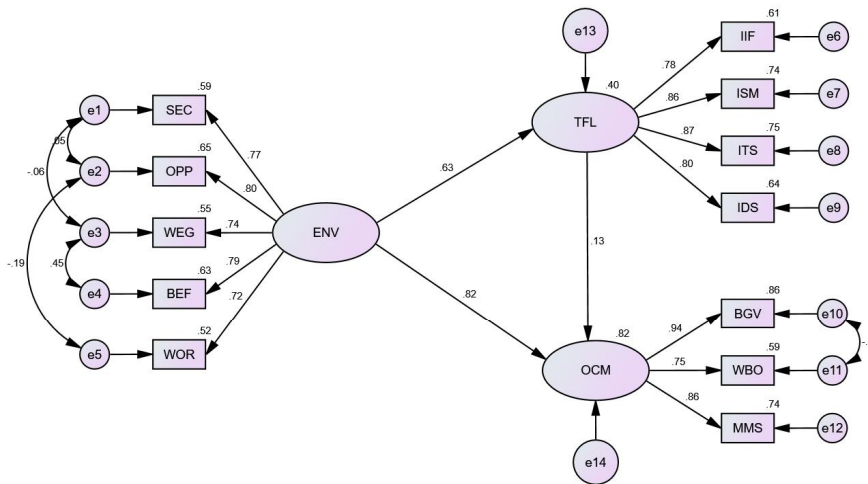 e1
SEC
.59
e2
OPP
.65
e3
WEG
.55
e4
BEF
.63
e5
WOR
.52
.05
-.06
-.19
.45
.77
.80
.74
.79
.72
ENV
.63
.82
e13
TFL
.40
.13
OCM
.82
e14
.78
.86
.87
.80
IIF
.61
e6
ISM
.74
e7
ITS
.75
e8
IDS
.64
e9
.94
.75
.86
BGV
.86
e10
WBO
.59
e11
MMS
.74
e12